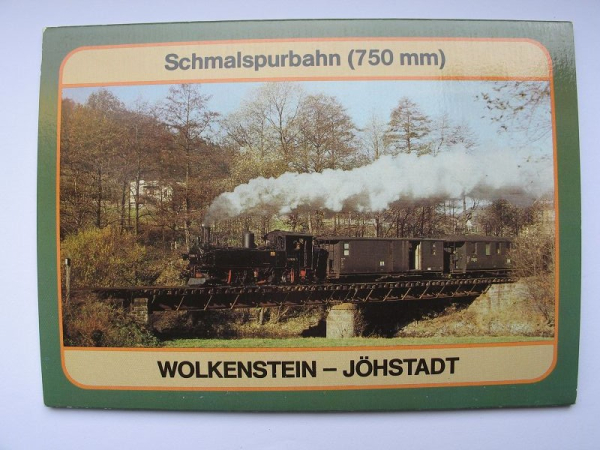 Schmalspurbahn (750 mm)
WOLKENSTEIN – JÖHSTADT